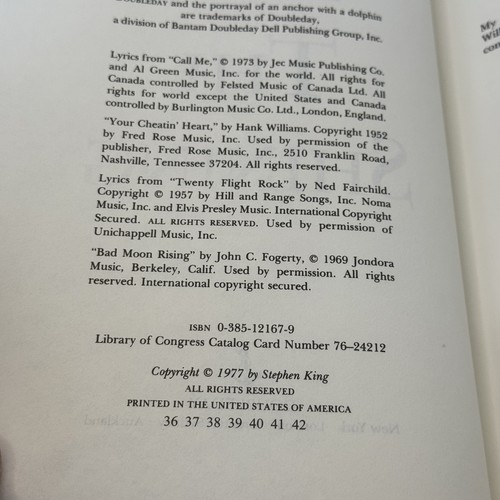 DOUBLEDAY and the portrayal of an anchor with a dolphin
are trademarks of Doubleday,
a division of Bantam Doubleday Dell Publishing Group, Inc.
Lyrics from "Call Me," © 1973 by Jec Music Publishing Co.
and Al Green Music, Inc. for the world. All rights for
Canada controlled by Felsted Music of Canada Ltd. All
rights for world except the United States and Canada
controlled by Burlington Music Co. Ltd., London, England.
"Your Cheatin' Heart," by Hank Williams. Copyright 1952
by Fred Rose Music, Inc. Used by permission of the
publisher, Fred Rose Music, Inc., 2510 Franklin Road,
Nashville, Tennessee 37204. All rights reserved.
Lyrics from "Twenty Flight Rock" by Ned Fairchild.
Copyright © 1957 by Hill and Range Songs, Inc. Noma
Music, Inc. and Elvis Presley Music. International Copyright
Secured. ALL RIGHTS RESERVED. Used by permission of
Unichappell Music, Inc.
"Bad Moon Rising" by John C. Fogerty, © 1969 Jondora
Music, Berkeley, Calif. Used by permission. All rights
reserved. International copyright secured.
ISBN 0-385-12167-9
Library of Congress Catalog Card Number 76–24212
Copyright © 1977 by Stephen King
ALL RIGHTS RESERVED
PRINTED IN THE UNITED STATES OF AMERICA
36 37 38 39 40 41 42
My